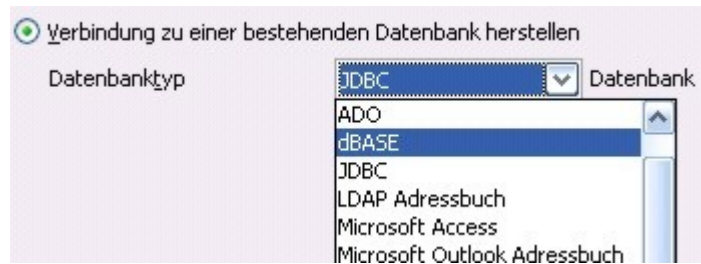 Verbindung zu einer bestehenden Datenbank herstellen
Datenbanktyp JDBC Datenbank
ADO
dBASE
JDBC
LDAP Adressbuch
Microsoft Access
Microsoft Outlook Adressbuch